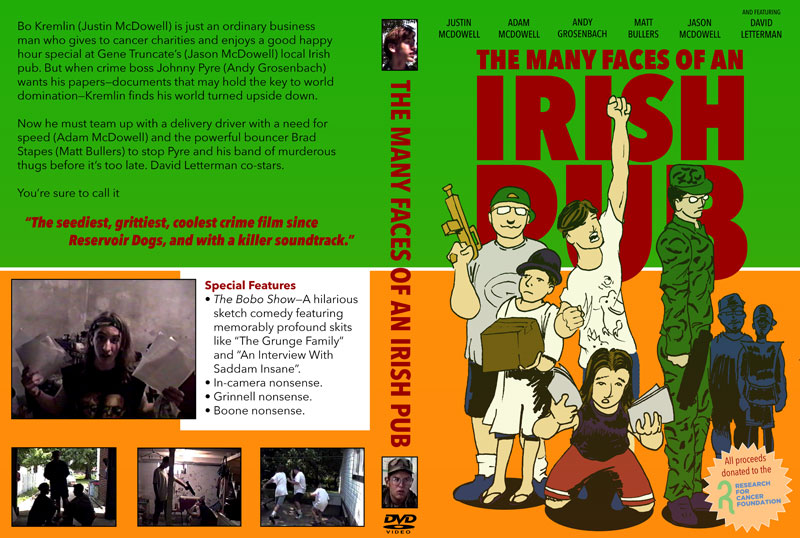 Bo Kremlin (Justin McDowell) is just an ordinary business
man who gives to cancer charities and enjoys a good happy
hour special at Gene Truncate's (Jason McDowell) local Irish
pub. But when crime boss Johnny Pyre (Andy Grosenbach)
wants his papers—documents that may hold the key to world
domination—Kremlin finds his world turned upside down.
Now he must team up with a delivery driver with a need for
speed (Adam McDowell) and the powerful bouncer Brad
Stapes (Matt Bullers) to stop Pyre and his band of murderous
thugs before it's too late. David Letterman co-stars.
You're sure to call it
"The seediest, grittiest, coolest crime film since
Reservoir Dogs, and with a killer soundtrack."
Special Features
• The Bobo Show—A hilarious
sketch comedy featuring
memorably profound skits
like "The Grunge Family"
and "An Interview With
Saddam Insane".
• In-camera nonsense.
• Grinnell nonsense.
• Boone nonsense.
THE MANY FACES OF AN IRISH PUB
DVD
VIDEO
JUSTIN
MCDOWELL
ADAM
MCDOWELL
ANDY
GROSENBACH
MATT
BULLERS
JASON
MCDOWELL
AND FEATURING
DAVID
LETTERMAN
THE MANY FACES OF AN
IRISH
PUB
All proceeds
donated to the
RESEARCH
FOR
CANCER
FOUNDATION